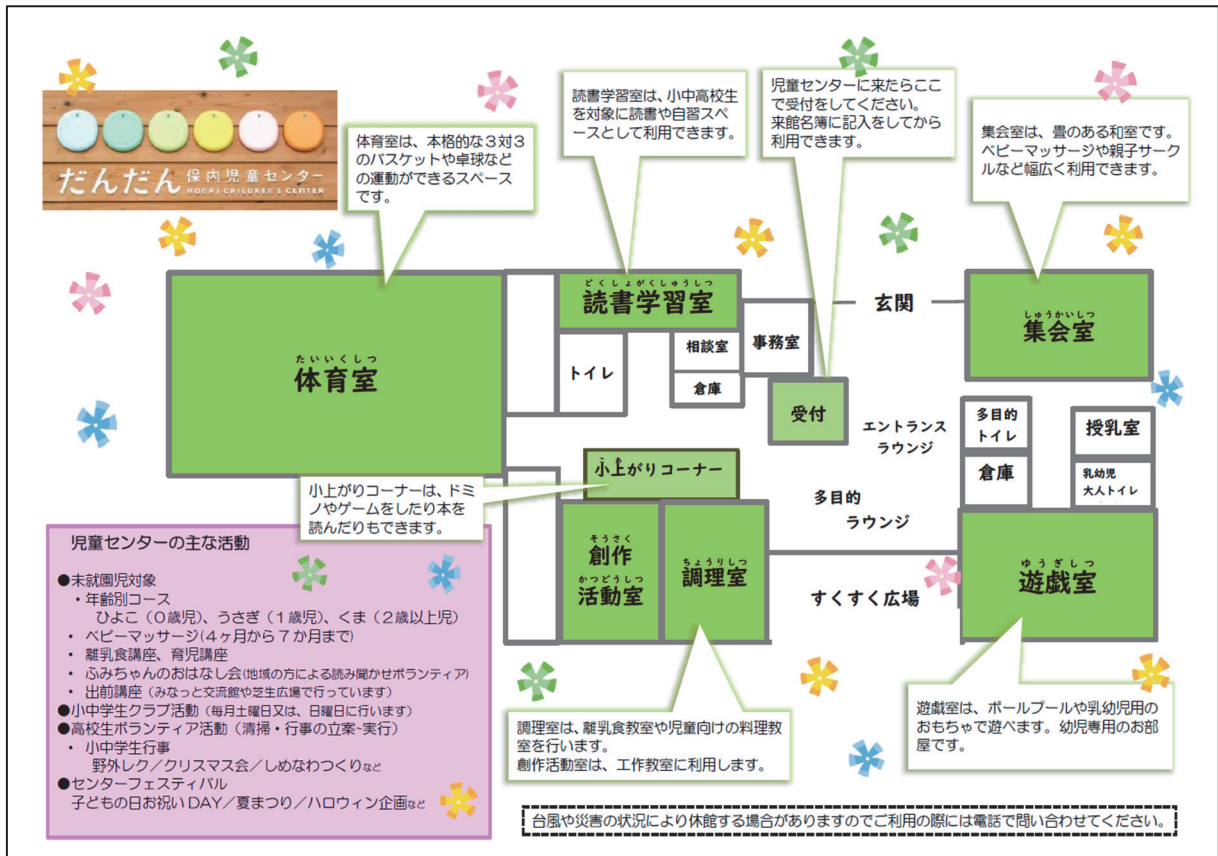 だんだん 保内児童センター
HONAI CHILDREN'S CENTER
体育室は、本格的な３対３
のバスケットや卓球など
の運動ができるスペース
です。
読書学習室は、小中高校生
を対象に読書や自習スペ
ースとして利用できます。
児童センターに来たらここ
で受付をしてください。
来館名簿に記入をしてから
利用できます。
集会室は、畳のある和室です。
ベビーマッサージや親子サーク
ルなど幅広く利用できます。
たいいくしつ
体育室
どくしょがくしゅうしつ
読書学習室
トイレ
相談室
倉庫
事務室
受付
玄関
しゅうかいしつ
集会室
エントランス
ラウンジ
多目的
トイレ
倉庫
授乳室
乳幼児
大人トイレ
こあ
小上がりコーナー
小上がりコーナーは、ドミ
ノやゲームをしたり本を
読んだりもできます。
多目的
ラウンジ
そうさく
創作
かつどうしつ
活動室
ちょうりしつ
調理室
すくすく広場
ゆうぎしつ
遊戯室
児童センターの主な活動
●未就園児対象
・年齢別コース
ひよこ（０歳児）、うさぎ（１歳児）、くま（２歳以上児）
・ ベビーマッサージ(４ヶ月から７か月まで)
・ 離乳食講座、育児講座
・ ふみちゃんのおはなし会(地域の方による読み聞かせボランティア)
・ 出前講座（みなっと交流館や芝生広場で行っています）
●小中学生クラブ活動（毎月土曜日又は、日曜日に行います）
●高校生ボランティア活動（清掃・行事の立案~実行）
・ 小中学生行事
野外レク／クリスマス会／しめなわつくりなど
●センターフェスティバル
子どもの日お祝い DAY／夏まつり／ハロウィン企画など
調理室は、離乳食教室や児童向けの料理教
室を行います。
創作活動室は、工作教室に利用します。
遊戯室は、ボールプールや乳幼児用の
おもちゃで遊べます。幼児専用のお部
屋です。
台風や災害の状況により休館する場合がありますのでご利用の際には電話で問い合わせてください。